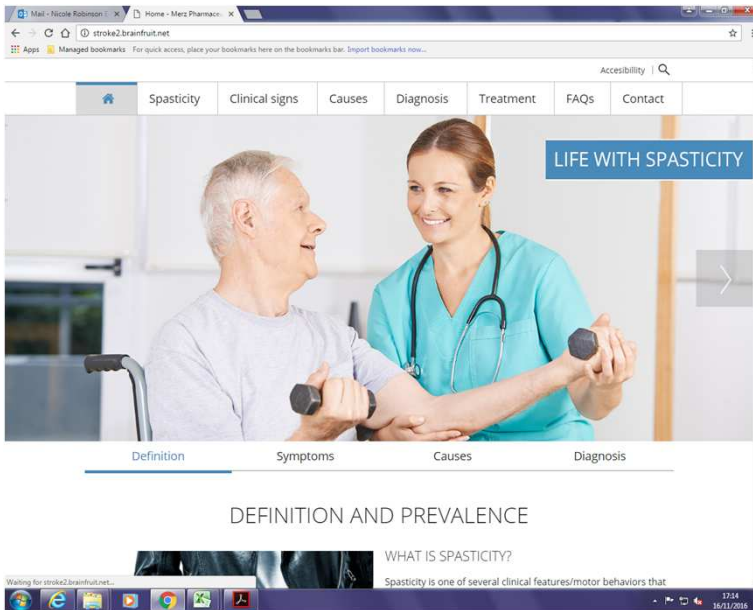 Mail - Nicole Robinson
Home - Merz Pharmace
stroke2.brainfruit.net
Apps Managed bookmarks For quick access, place your bookmarks here on the bookmarks bar. Import bookmarks now...
Accesibillity |
Spasticity Clinical signs Causes Diagnosis Treatment FAQs Contact
LIFE WITH SPASTICITY
Definition Symptoms Causes Diagnosis
DEFINITION AND PREVALENCE
WHAT IS SPASTICITY?
Spasticity is one of several clinical features/motor behaviors that
Waiting for stroke2.brainfruit.net...
17:14
16/11/2016